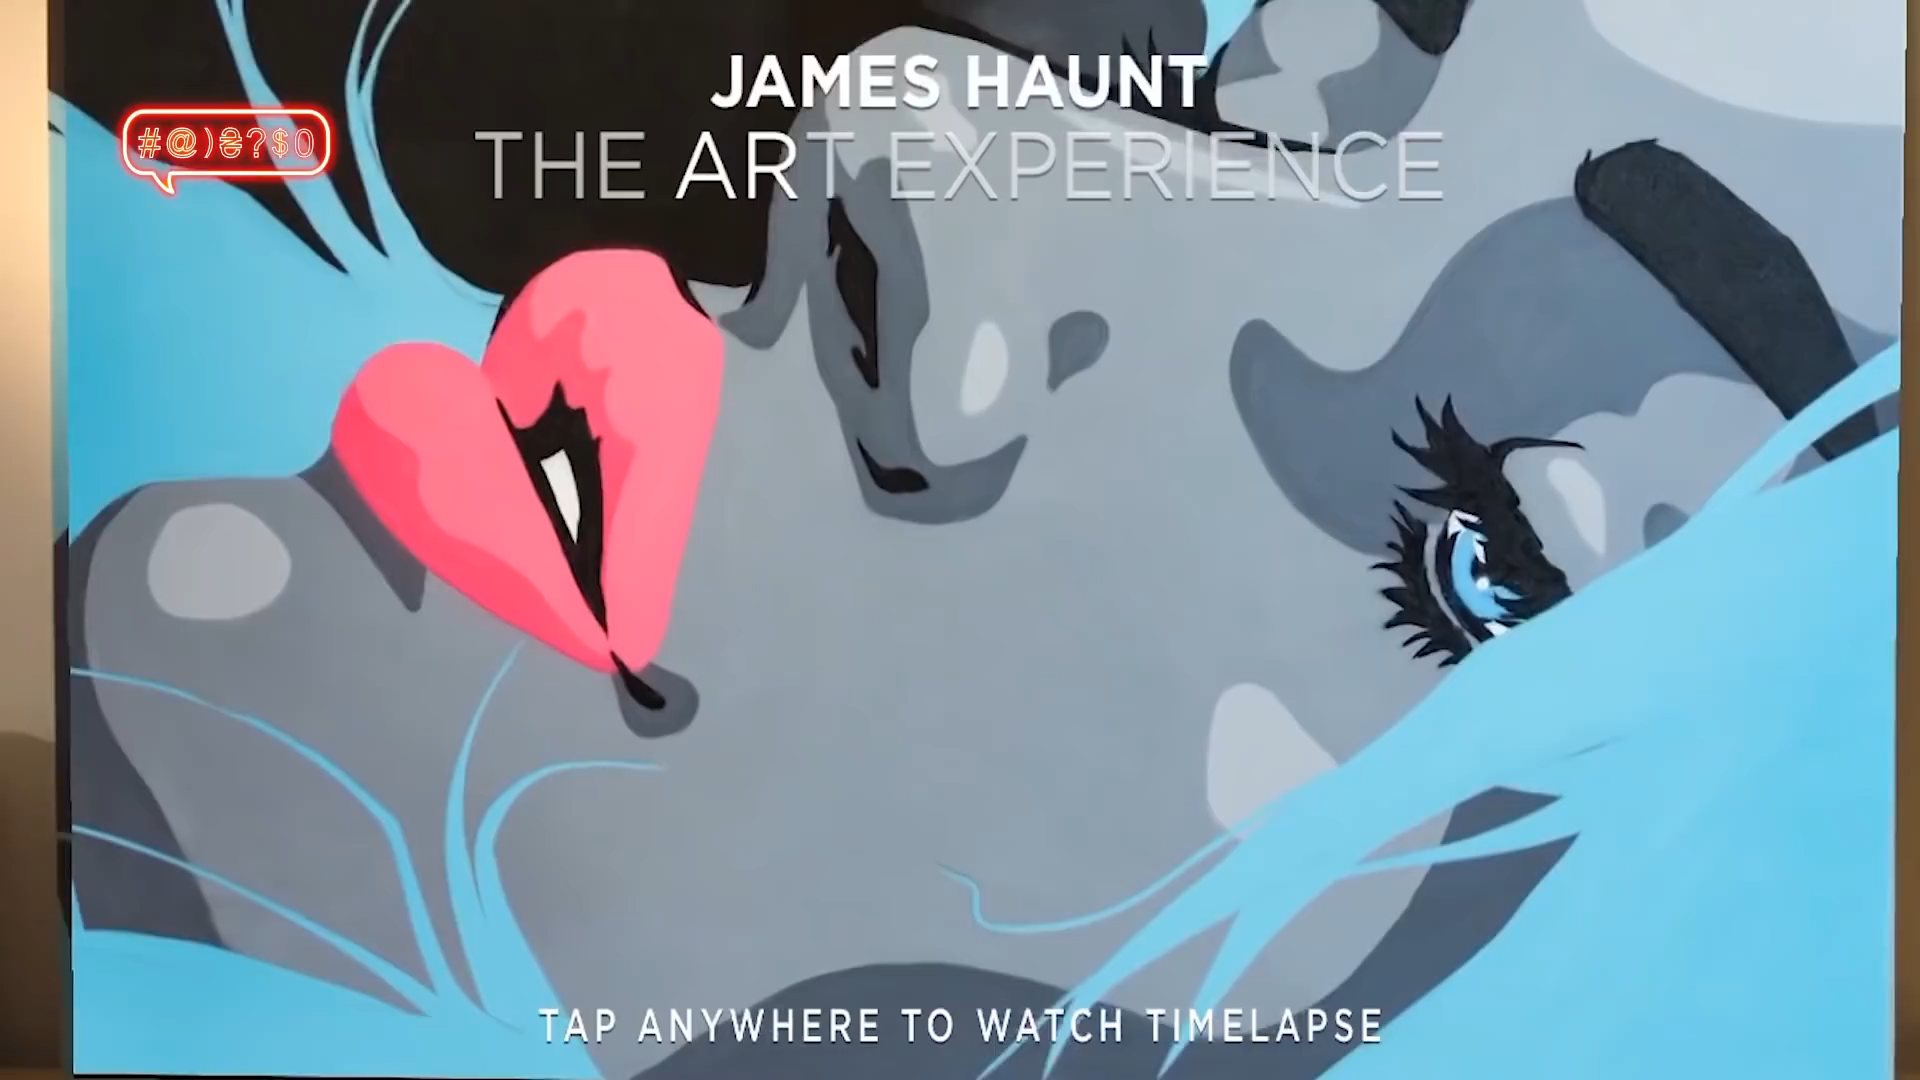 JAMES HAUNT
THE ART EXPERIENCE
#@)₴?$0
TAP ANYWHERE TO WATCH TIMELAPSE